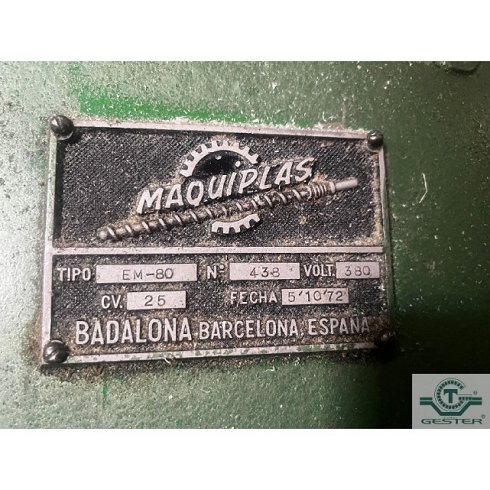 MAQUIPLAS
TIPO EM-80 Nº 438 VOLT. 380
CV. 25 FECHA 5'10'72
BADALONA BARCELONA, ESPAÑA
T
GESTER